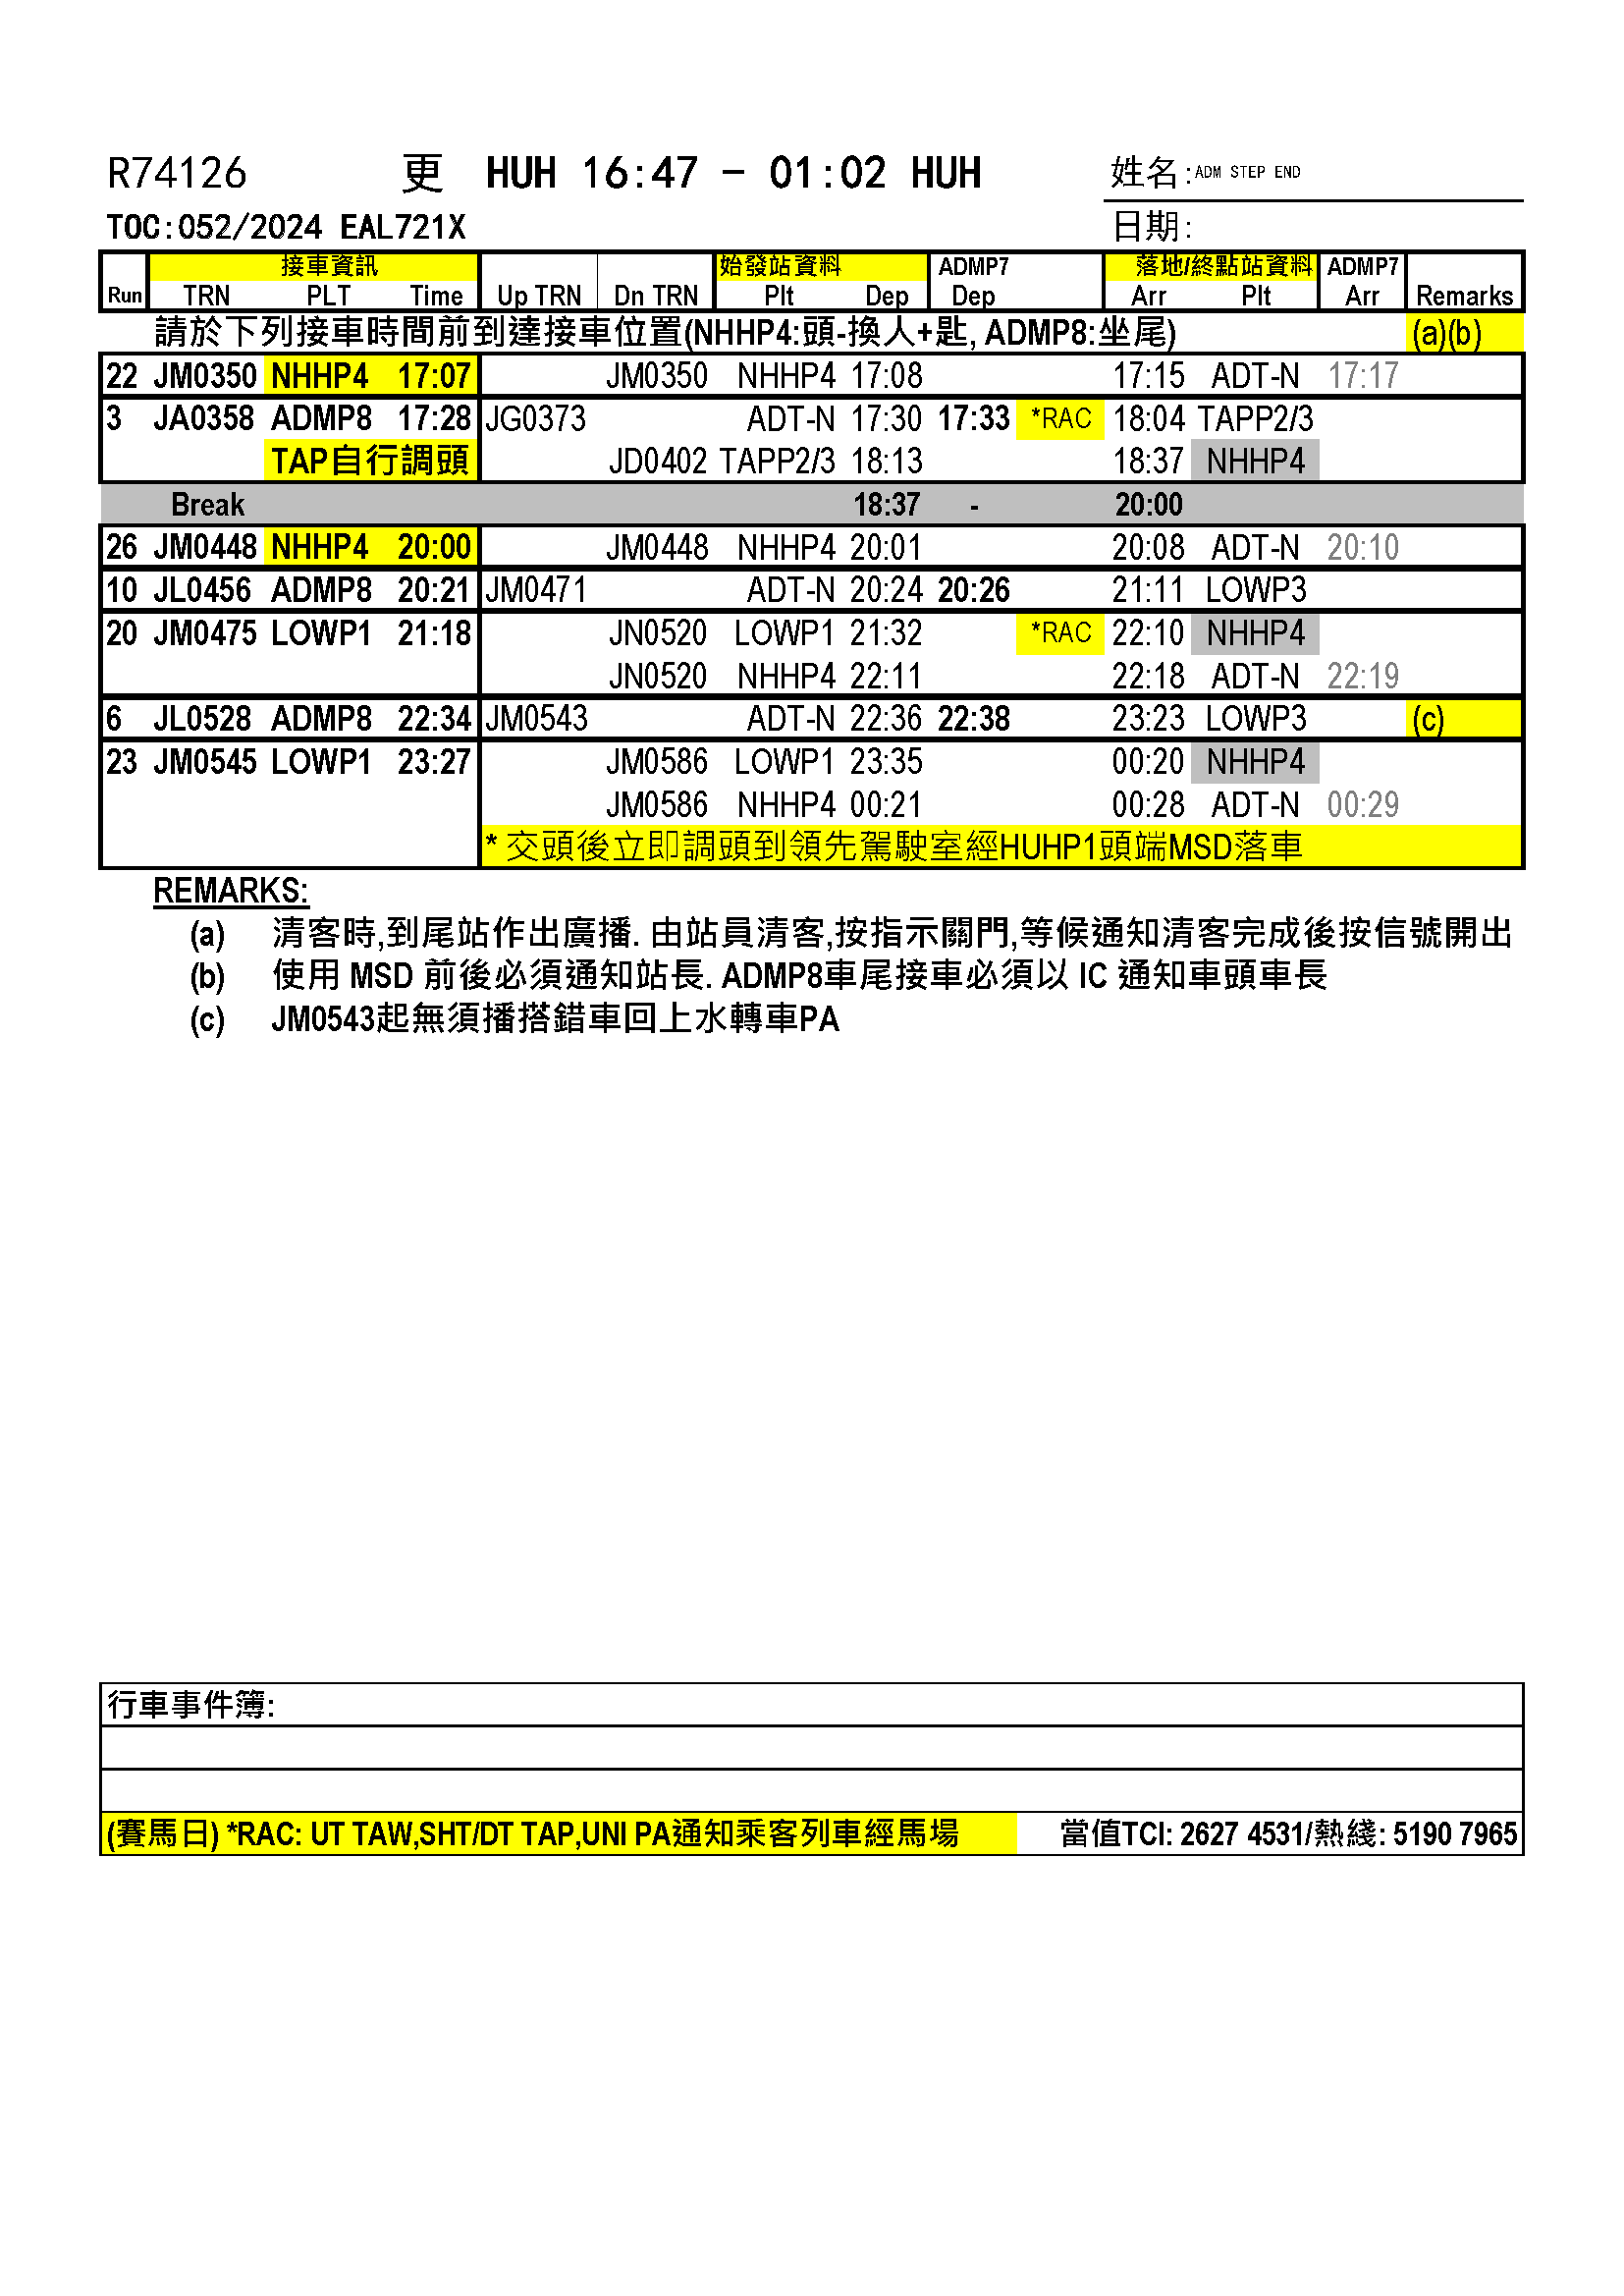 R74126 更 HUH 16:47 - 01:02 HUH 姓名:ADM STEP END
TOC:052/2024 EAL721X 日期:
接車資訊 始發站資料 ADMP7 落地/終點站資料 ADMP7
Run TRN PLT Time Up TRN Dn TRN Plt Dep Dep Arr Plt Arr Remarks
請於下列接車時間前到達接車位置(NHHP4:頭-換人+匙, ADMP8:坐尾) (a)(b)
22 JM0350 NHHP4 17:07 JM0350 NHHP4 17:08 17:15 ADT-N 17:17
3 JA0358 ADMP8 17:28 JG0373 ADT-N 17:30 17:33 *RAC 18:04 TAPP2/3
TAP自行調頭 JD0402 TAPP2/3 18:13 18:37 NHHP4
Break 18:37 - 20:00
26 JM0448 NHHP4 20:00 JM0448 NHHP4 20:01 20:08 ADT-N 20:10
10 JL0456 ADMP8 20:21 JM0471 ADT-N 20:24 20:26 21:11 LOWP3
20 JM0475 LOWP1 21:18 JN0520 LOWP1 21:32 *RAC 22:10 NHHP4
JN0520 NHHP4 22:11 22:18 ADT-N 22:19
6 JL0528 ADMP8 22:34 JM0543 ADT-N 22:36 22:38 23:23 LOWP3 (c)
23 JM0545 LOWP1 23:27 JM0586 LOWP1 23:35 00:20 NHHP4
JM0586 NHHP4 00:21 00:28 ADT-N 00:29
* 交頭後立即調頭到領先駕駛室經HUHP1頭端MSD落車
REMARKS:
(a) 清客時,到尾站作出廣播. 由站員清客,按指示關門,等候通知清客完成後按信號開出
(b) 使用 MSD 前後必須通知站長. ADMP8車尾接車必須以 IC 通知車頭車長
(c) JM0543起無須播搭錯車回上水轉車PA
行車事件簿:
(賽馬日) *RAC: UT TAW,SHT/DT TAP,UNI PA通知乘客列車經馬場 當值TCI: 2627 4531/熱綫: 5190 7965